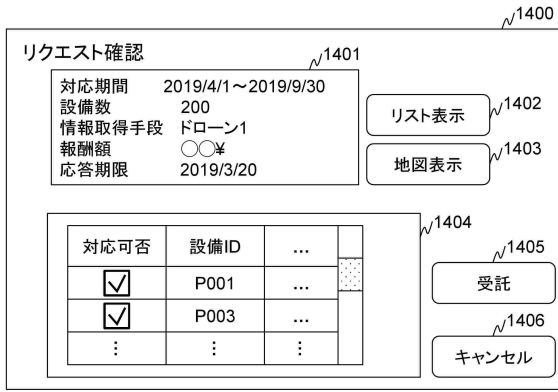 1400
リクエスト確認
1401
対応期間 2019/4/1～2019/9/30
設備数 200
情報取得手段 ドローン1
報酬額 ○○¥
応答期限 2019/3/20
リスト表示
1402
地図表示
1403
1404
対応可否 設備ID …
P001 …
P003 …
⋮ ⋮ ⋮
1405
受託
1406
キャンセル